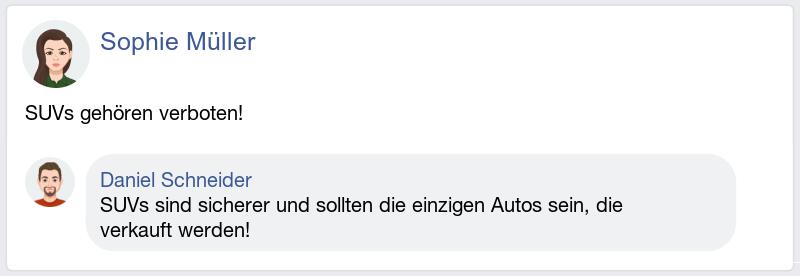 Sophie Müller
SUVs gehören verboten!
Daniel Schneider
SUVs sind sicherer und sollten die einzigen Autos sein, die
verkauft werden!